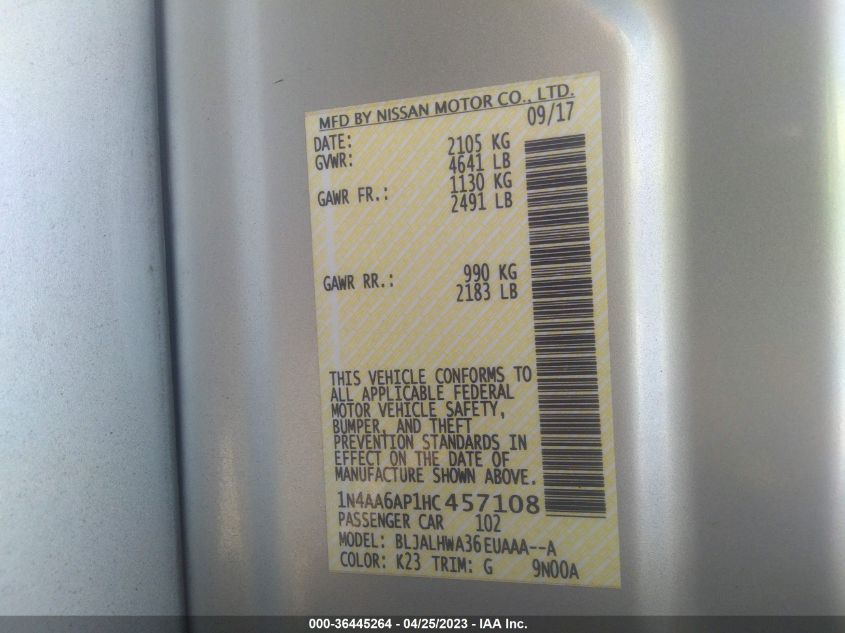 MFD BY NISSAN MOTOR CO., LTD.
DATE: 09/17
GVWR: 2105 KG
4641 LB
GAWR FR.: 1130 KG
2491 LB
GAWR RR.: 990 KG
2183 LB
THIS VEHICLE CONFORMS TO
ALL APPLICABLE FEDERAL
MOTOR VEHICLE SAFETY,
BUMPER, AND THEFT
PREVENTION STANDARDS IN
EFFECT ON THE DATE OF
MANUFACTURE SHOWN ABOVE.
1N4AA6AP1HC457108
PASSENGER CAR 102
MODEL: BLJALHWA36EUAAA--A
COLOR: K23 TRIM: G 9N00A
000-36445264 - 04/25/2023 - IAA Inc.